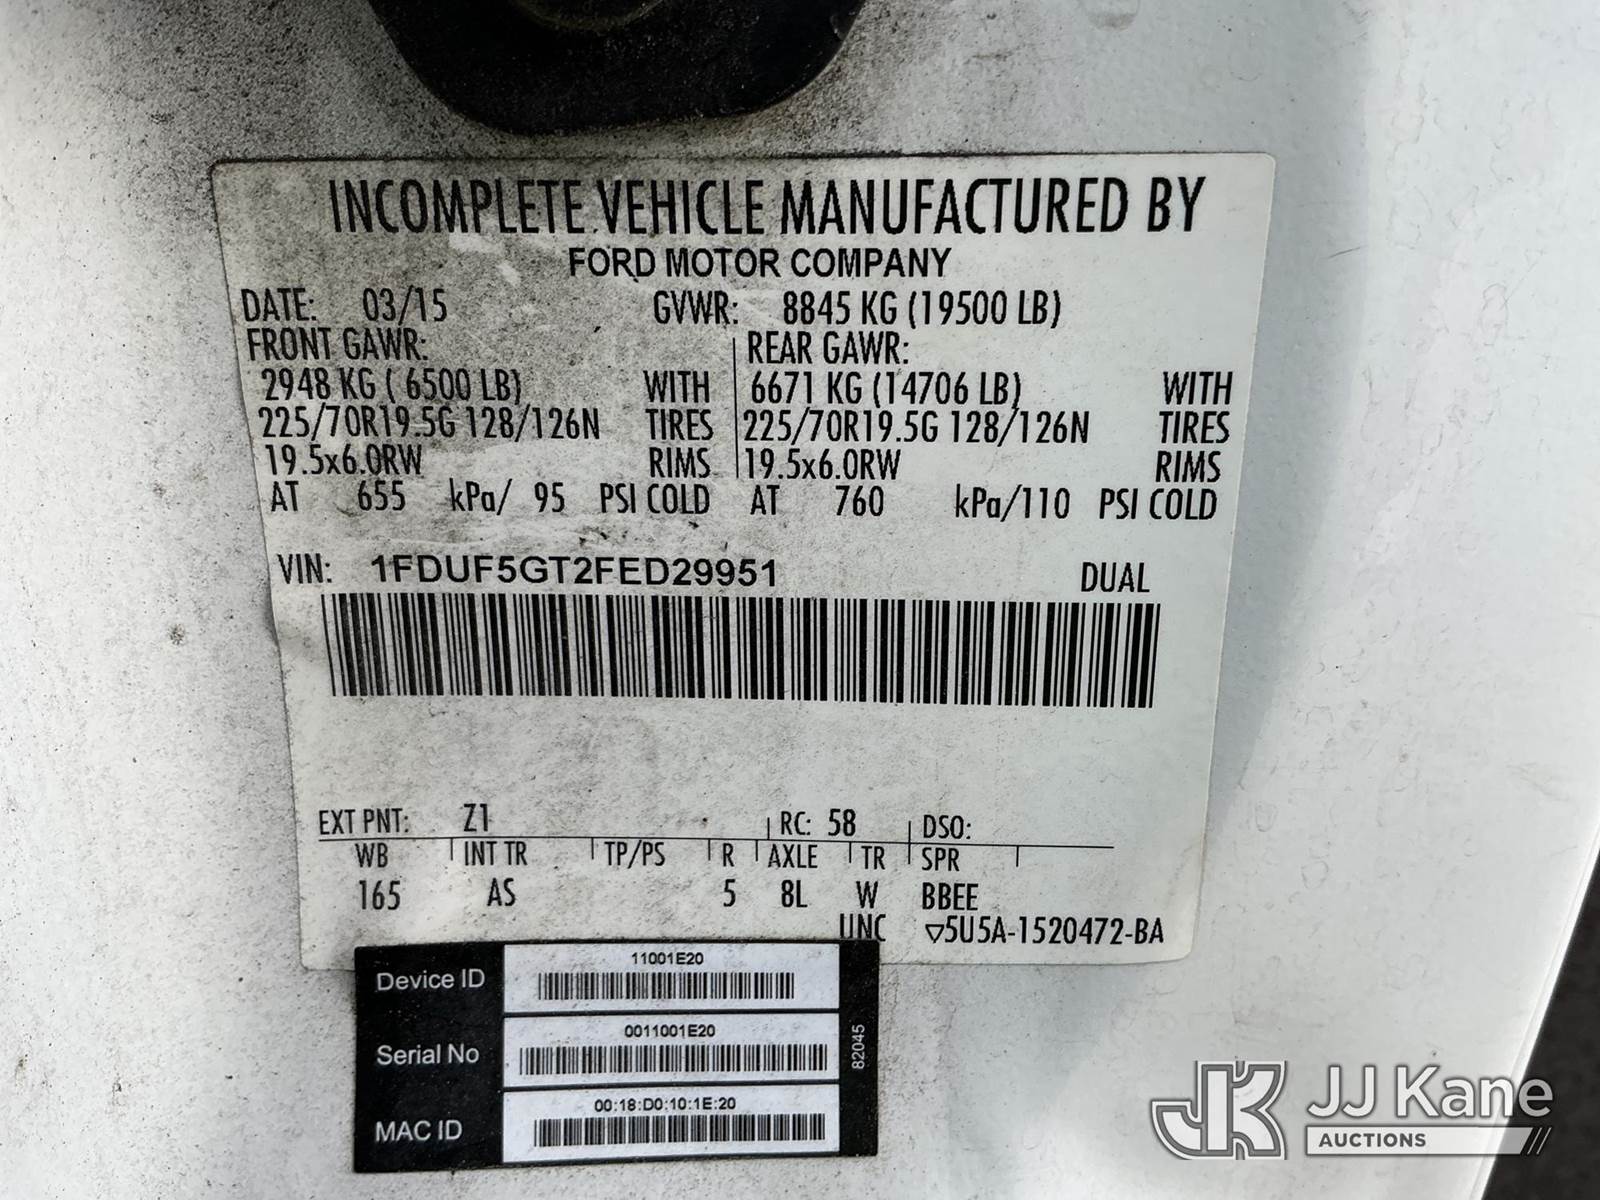 INCOMPLETE VEHICLE MANUFACTURED BY
FORD MOTOR COMPANY
DATE: 03/15 GVWR: 8845 KG (19500 LB)
FRONT GAWR: REAR GAWR:
2948 KG ( 6500 LB) WITH 6671 KG (14706 LB) WITH
225/70R19.5G 128/126N TIRES 225/70R19.5G 128/126N TIRES
19.5x6.0RW RIMS 19.5x6.0RW RIMS
AT 655 kPa/ 95 PSI COLD AT 760 kPa/110 PSI COLD
VIN: 1FDUF5GT2FED29951 DUAL
EXT PNT: Z1 RC: 58 DSO:
WB INT TR TP/PS R AXLE TR SPR
165 AS 5 8L W BBEE
UNC ▽5U5A-1520472-BA
Device ID 11001E20
Serial No 0011001E20
MAC ID 00:18:D0:10:1E:20
82045
JK JJ Kane
AUCTIONS